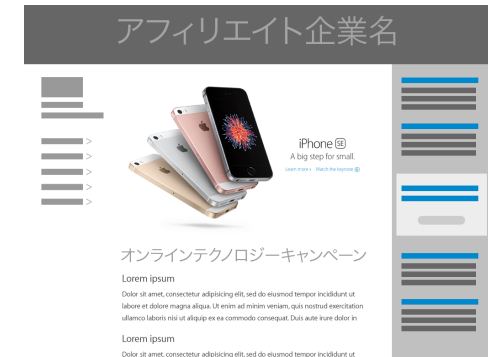 アフィリエイト企業名
iPhone SE
A big step for small.
Learn more > Watch the keynote
オンラインテクノロジーキャンペーン
Lorem ipsum
Dolor sit amet, consectetur adipisicing elit, sed do eiusmod tempor incididunt ut
labore et dolore magna aliqua. Ut enim ad minim veniam, quis nostrud exercitation
ullamco laboris nisi ut aliquip ex ea commodo consequat. Duis aute irure dolor in
Lorem ipsum
Dolor sit amet, consectetur adipisicing elit, sed do eiusmod tempor incididunt ut